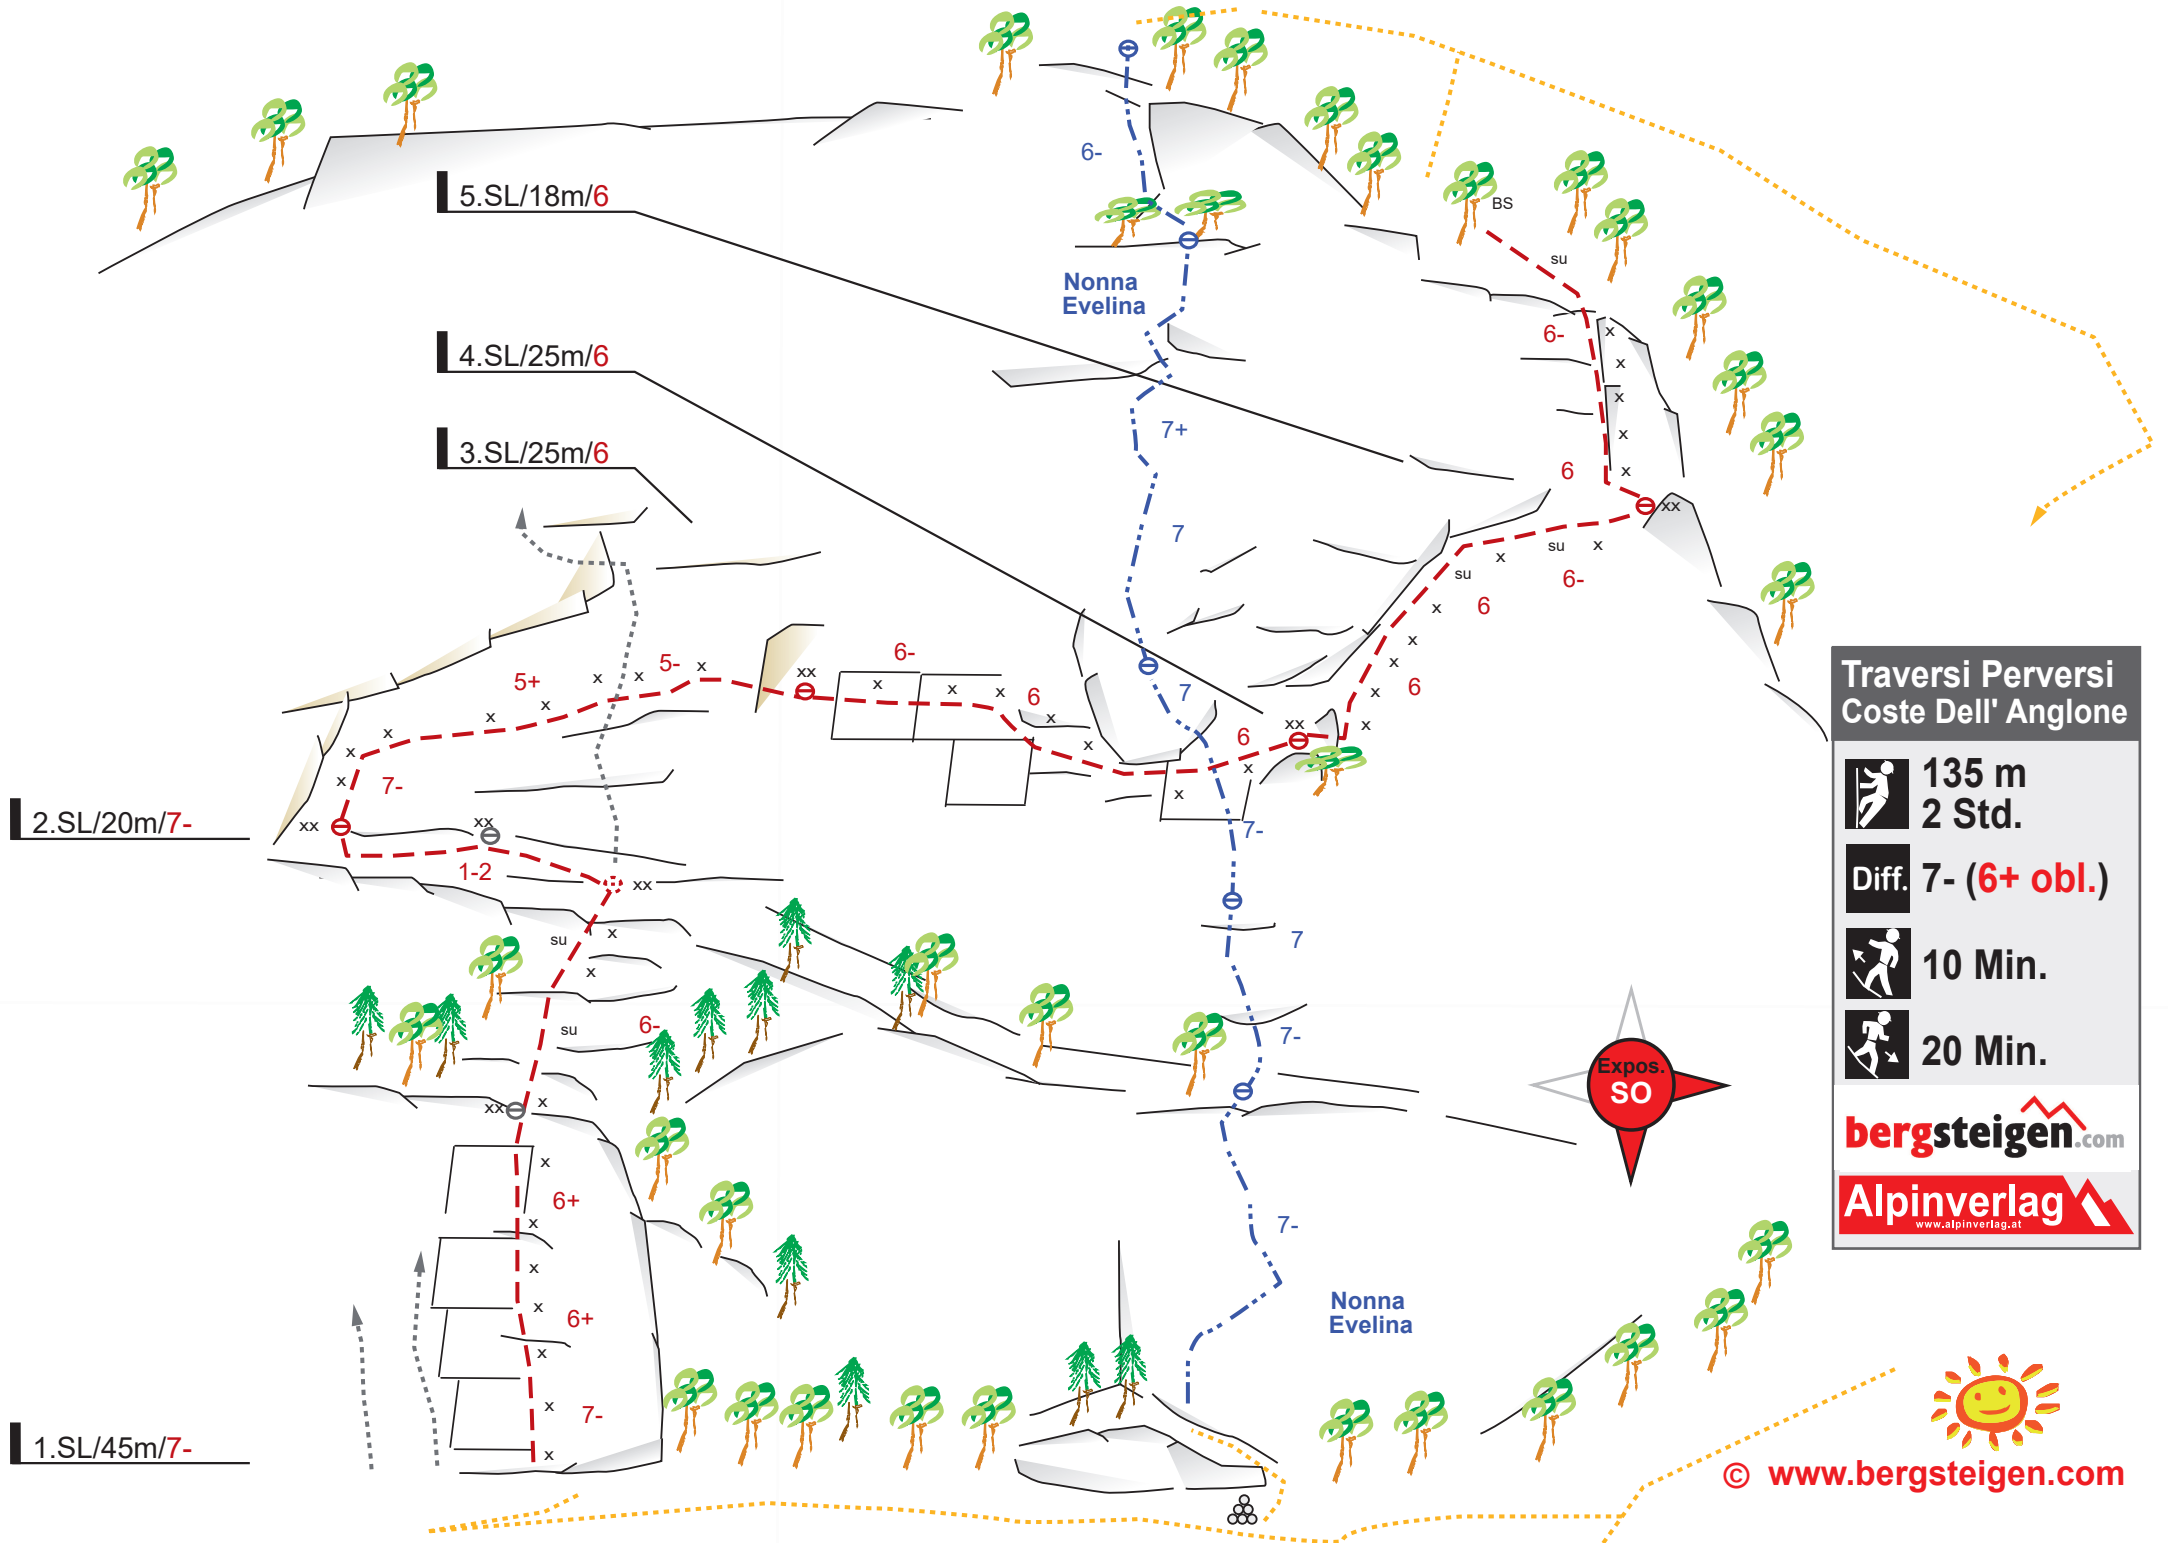 6-
5.SL/18m/6
BS
su
Nonna
Evelina
6-
x
x
x
4.SL/25m/6
7+
x
3.SL/25m/6
6
x
xx
7
x
su
x
su
6-
x
6
x
6-
5-
x
xx
x
5+
x
x
x
x
x
7
6
x
6
x
x
x
x
xx
x
x
6
x
x
x
7-
x
x
2.SL/20m/7-
xx
xx
7-
1-2
xx
su
x
7
x
su
6-
7-
xx
x
x
6+
x
7-
x
x
6+
x
x
7-
x
1.SL/45m/7-
Nonna
Evelina
Expos.
SO
Traversi Perversi
Coste Dell' Anglone
135 m
2 Std.
Diff. 7- (6+ obl.)
10 Min.
20 Min.
bergsteigen.com
Alpinverlag
www.alpinverlag.at
© www.bergsteigen.com